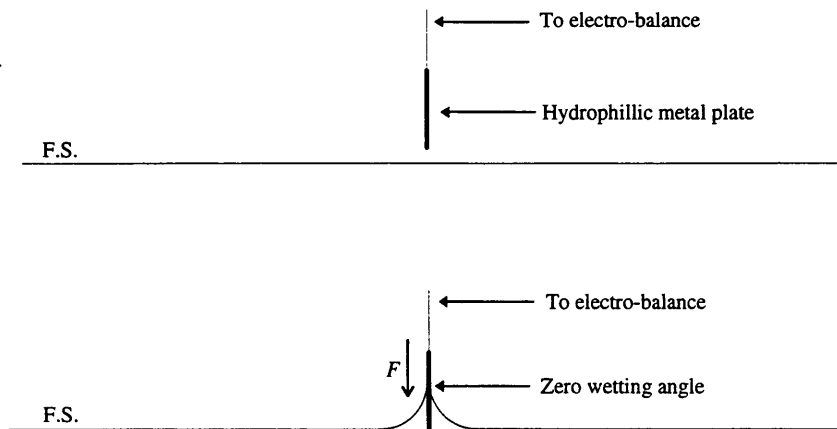 To electro-balance
Hydrophillic metal plate
F.S.
To electro-balance
F
Zero wetting angle
F.S.